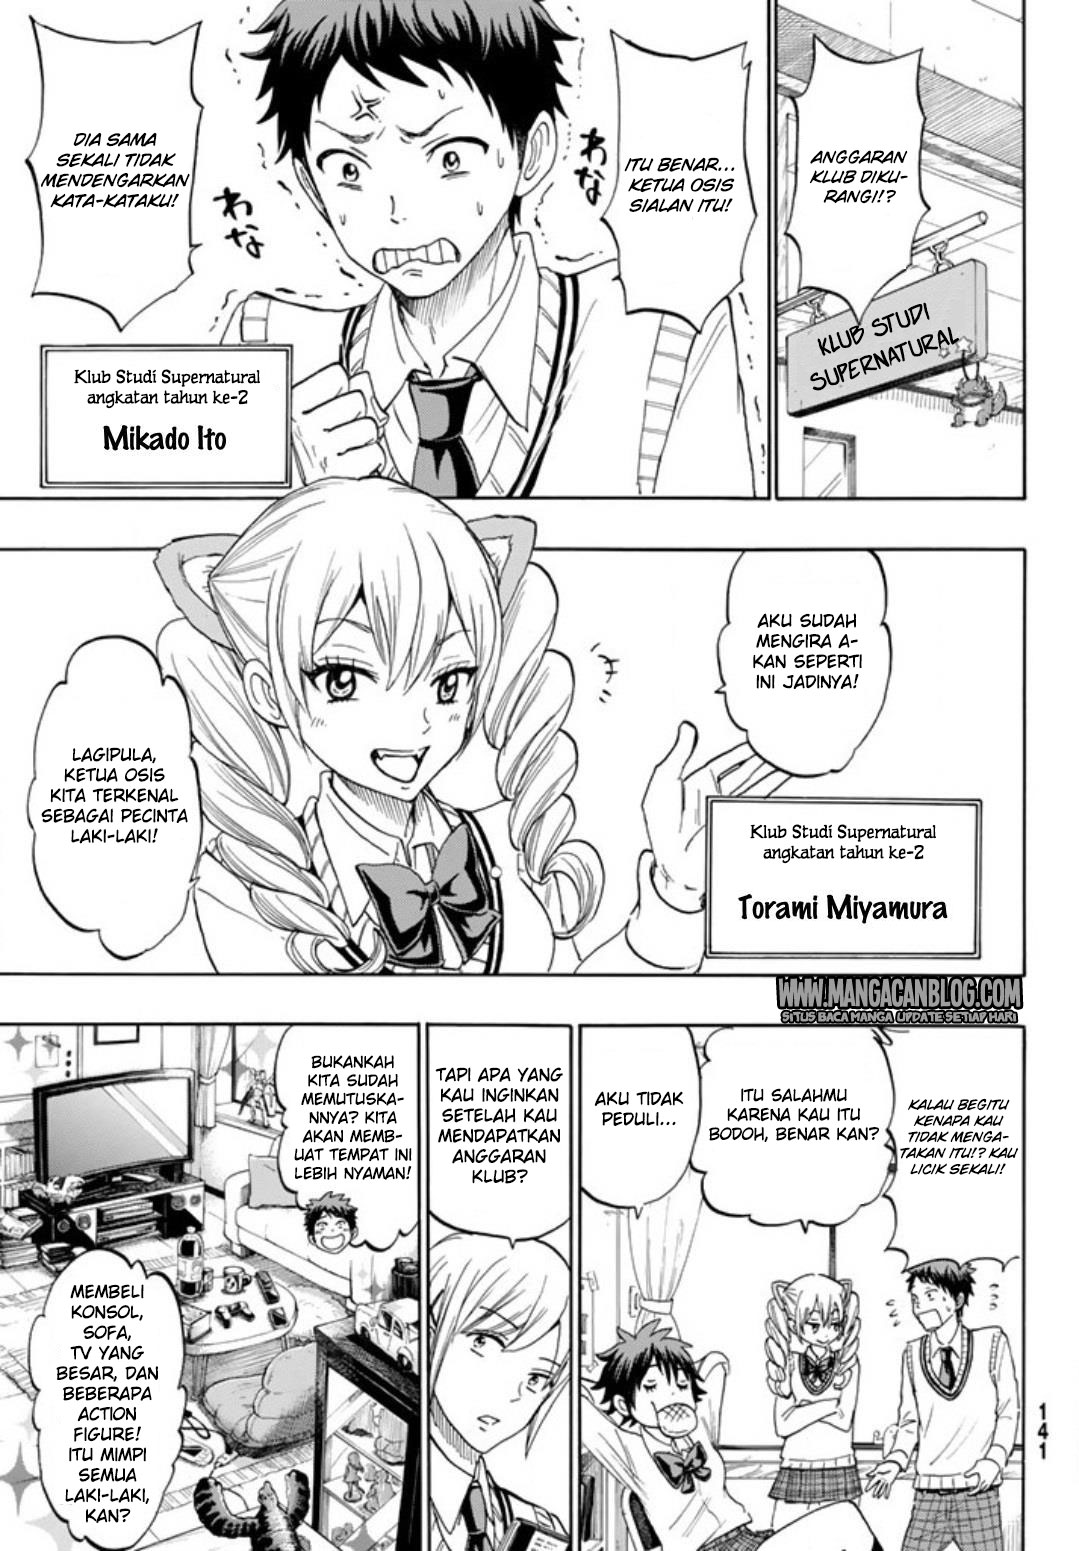 ANGGARAN
KLUB DIKU-
RANGI!?
KLUB STUDI
SUPERNATURAL
ITU BENAR...
KETUA OSIS
SIALAN ITU!
わな
わな
DIA SAMA
SEKALI TIDAK
MENDENGARKAN
KATA-KATAKU!
Klub Studi Supernatural
angkatan tahun ke-2
Mikado Ito
AKU SUDAH
MENGIRA A-
KAN SEPERTI
INI JADINYA!
LAGIPULA,
KETUA OSIS
KITA TERKENAL
SEBAGAI PECINTA
LAKI-LAKI!
Klub Studi Supernatural
angkatan tahun ke-2
Torami Miyamura
WWW.MANGACANBLOG.COM
SITUS BACA MANGA UPDATE SETIAP HARI
KALAU BEGITU
KENAPA KAU
TIDAK MENGA-
TAKAN ITU!? KAU
LICIK SEKALI!
ITU SALAHMU
KARENA KAU ITU
BODOH, BENAR KAN?
AKU TIDAK
PEDULI...
TAPI APA YANG
KAU INGINKAN
SETELAH KAU
MENDAPATKAN
ANGGARAN
KLUB?
BUKANKAH
KITA SUDAH
MEMUTUSKA-
NNYA? KITA
AKAN MEMB-
UAT TEMPAT INI
LEBIH NYAMAN!
MEMBELI
KONSOL,
SOFA,
TV YANG
BESAR, DAN
BEBERAPA
ACTION
FIGURE!
ITU MIMPI
SEMUA
LAKI-LAKI,
KAN?
141